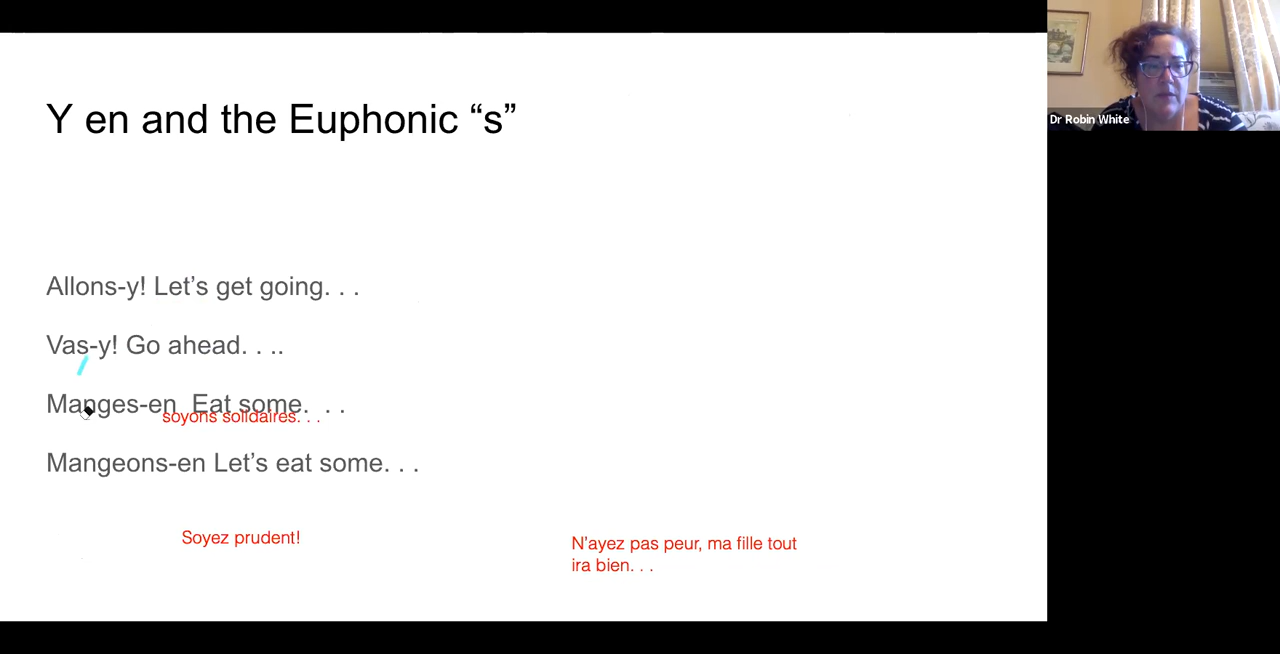 Y en and the Euphonic “s”
Dr Robin White
Allons-y! Let’s get going. . .
Vas-y! Go ahead. . ..
Manges-en  Eat some. . .
soyons solidaires. . .
Mangeons-en Let’s eat some. . .
Soyez prudent!
N'ayez pas peur, ma fille tout
ira bien. . .